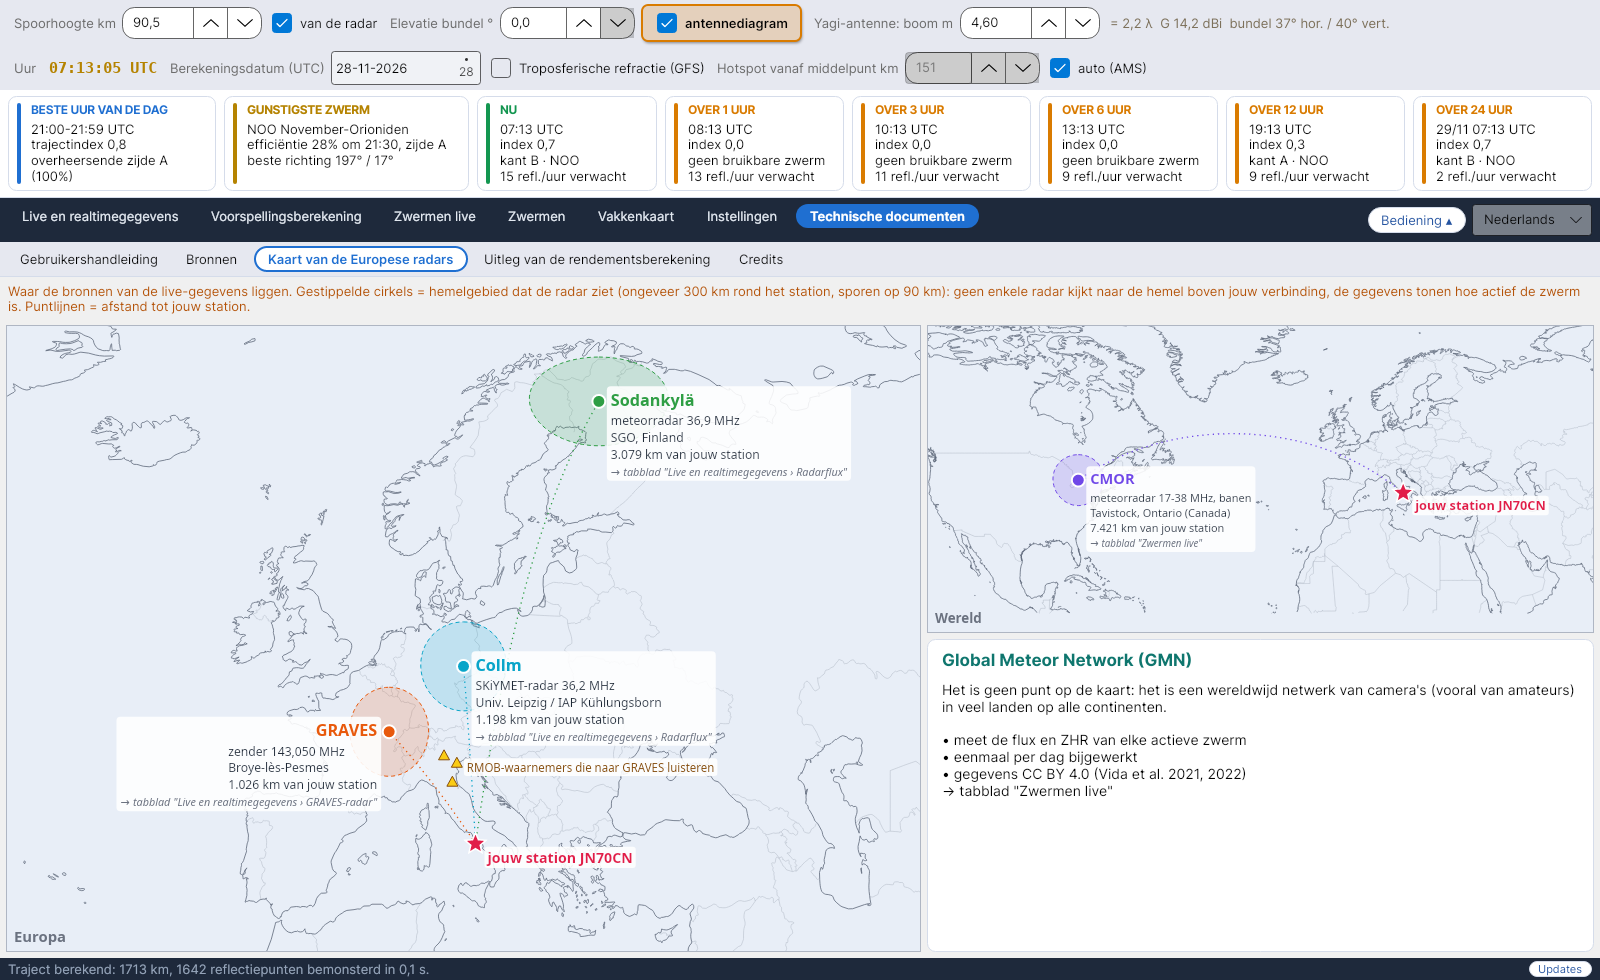 Spoorhoogte km 90,5 van de radar Elevatie bundel ° 0,0 antennediagram Yagi-antenne: boom m 4,60 = 2,2 λ G 14,2 dBi bundel 37° hor. / 40° vert.
Uur 07:13:05 UTC Berekeningsdatum (UTC) 28-11-2026 28 Troposferische refractie (GFS) Hotspot vanaf middelpunt km 151 auto (AMS)
BESTE UUR VAN DE DAG
21:00-21:59 UTC
trajectindex 0,8
overheersende zijde A
(100%)
GUNSTIGSTE ZWERM
NOO November-Orioniden
efficiëntie 28% om 21:30, zijde A
beste richting 197° / 17°
NU
07:13 UTC
index 0,7
kant B · NOO
15 refl./uur verwacht
OVER 1 UUR
08:13 UTC
index 0,0
geen bruikbare zwerm
13 refl./uur verwacht
OVER 3 UUR
10:13 UTC
index 0,0
geen bruikbare zwerm
11 refl./uur verwacht
OVER 6 UUR
13:13 UTC
index 0,0
geen bruikbare zwerm
9 refl./uur verwacht
OVER 12 UUR
19:13 UTC
index 0,3
kant A · NOO
9 refl./uur verwacht
OVER 24 UUR
29/11 07:13 UTC
index 0,7
kant B · NOO
2 refl./uur verwacht
Live en realtimegegevens Voorspellingsberekening Zwermen live Zwermen Vakkenkaart Instellingen Technische documenten Bediening ▴ Nederlands
Gebruikershandleiding Bronnen Kaart van de Europese radars Uitleg van de rendementsberekening Credits
Waar de bronnen van de live-gegevens liggen. Gestippelde cirkels = hemelgebied dat de radar ziet (ongeveer 300 km rond het station, sporen op 90 km): geen enkele radar kijkt naar de hemel boven jouw verbinding, de gegevens tonen hoe actief de zwerm
is. Puntlijnen = afstand tot jouw station.
Sodankylä
meteorradar 36,9 MHz
SGO, Finland
3.079 km van jouw station
→ tabblad "Live en realtimegegevens › Radarflux"
Collm
SKiYMET-radar 36,2 MHz
Univ. Leipzig / IAP Kühlungsborn
1.198 km van jouw station
→ tabblad "Live en realtimegegevens › Radarflux"
GRAVES
zender 143,050 MHz
Broye-lès-Pesmes
1.026 km van jouw station
→ tabblad "Live en realtimegegevens › GRAVES-radar"
RMOB-waarnemers die naar GRAVES luisteren
jouw station JN70CN
Europa
CMOR
meteorradar 17-38 MHz, banen
Tavistock, Ontario (Canada)
7.421 km van jouw station
→ tabblad "Zwermen live"
jouw station JN70CN
Wereld
Global Meteor Network (GMN)
Het is geen punt op de kaart: het is een wereldwijd netwerk van camera's (vooral van amateurs)
in veel landen op alle continenten.
• meet de flux en ZHR van elke actieve zwerm
• eenmaal per dag bijgewerkt
• gegevens CC BY 4.0 (Vida et al. 2021, 2022)
→ tabblad "Zwermen live"
Traject berekend: 1713 km, 1642 reflectiepunten bemonsterd in 0,1 s. Updates